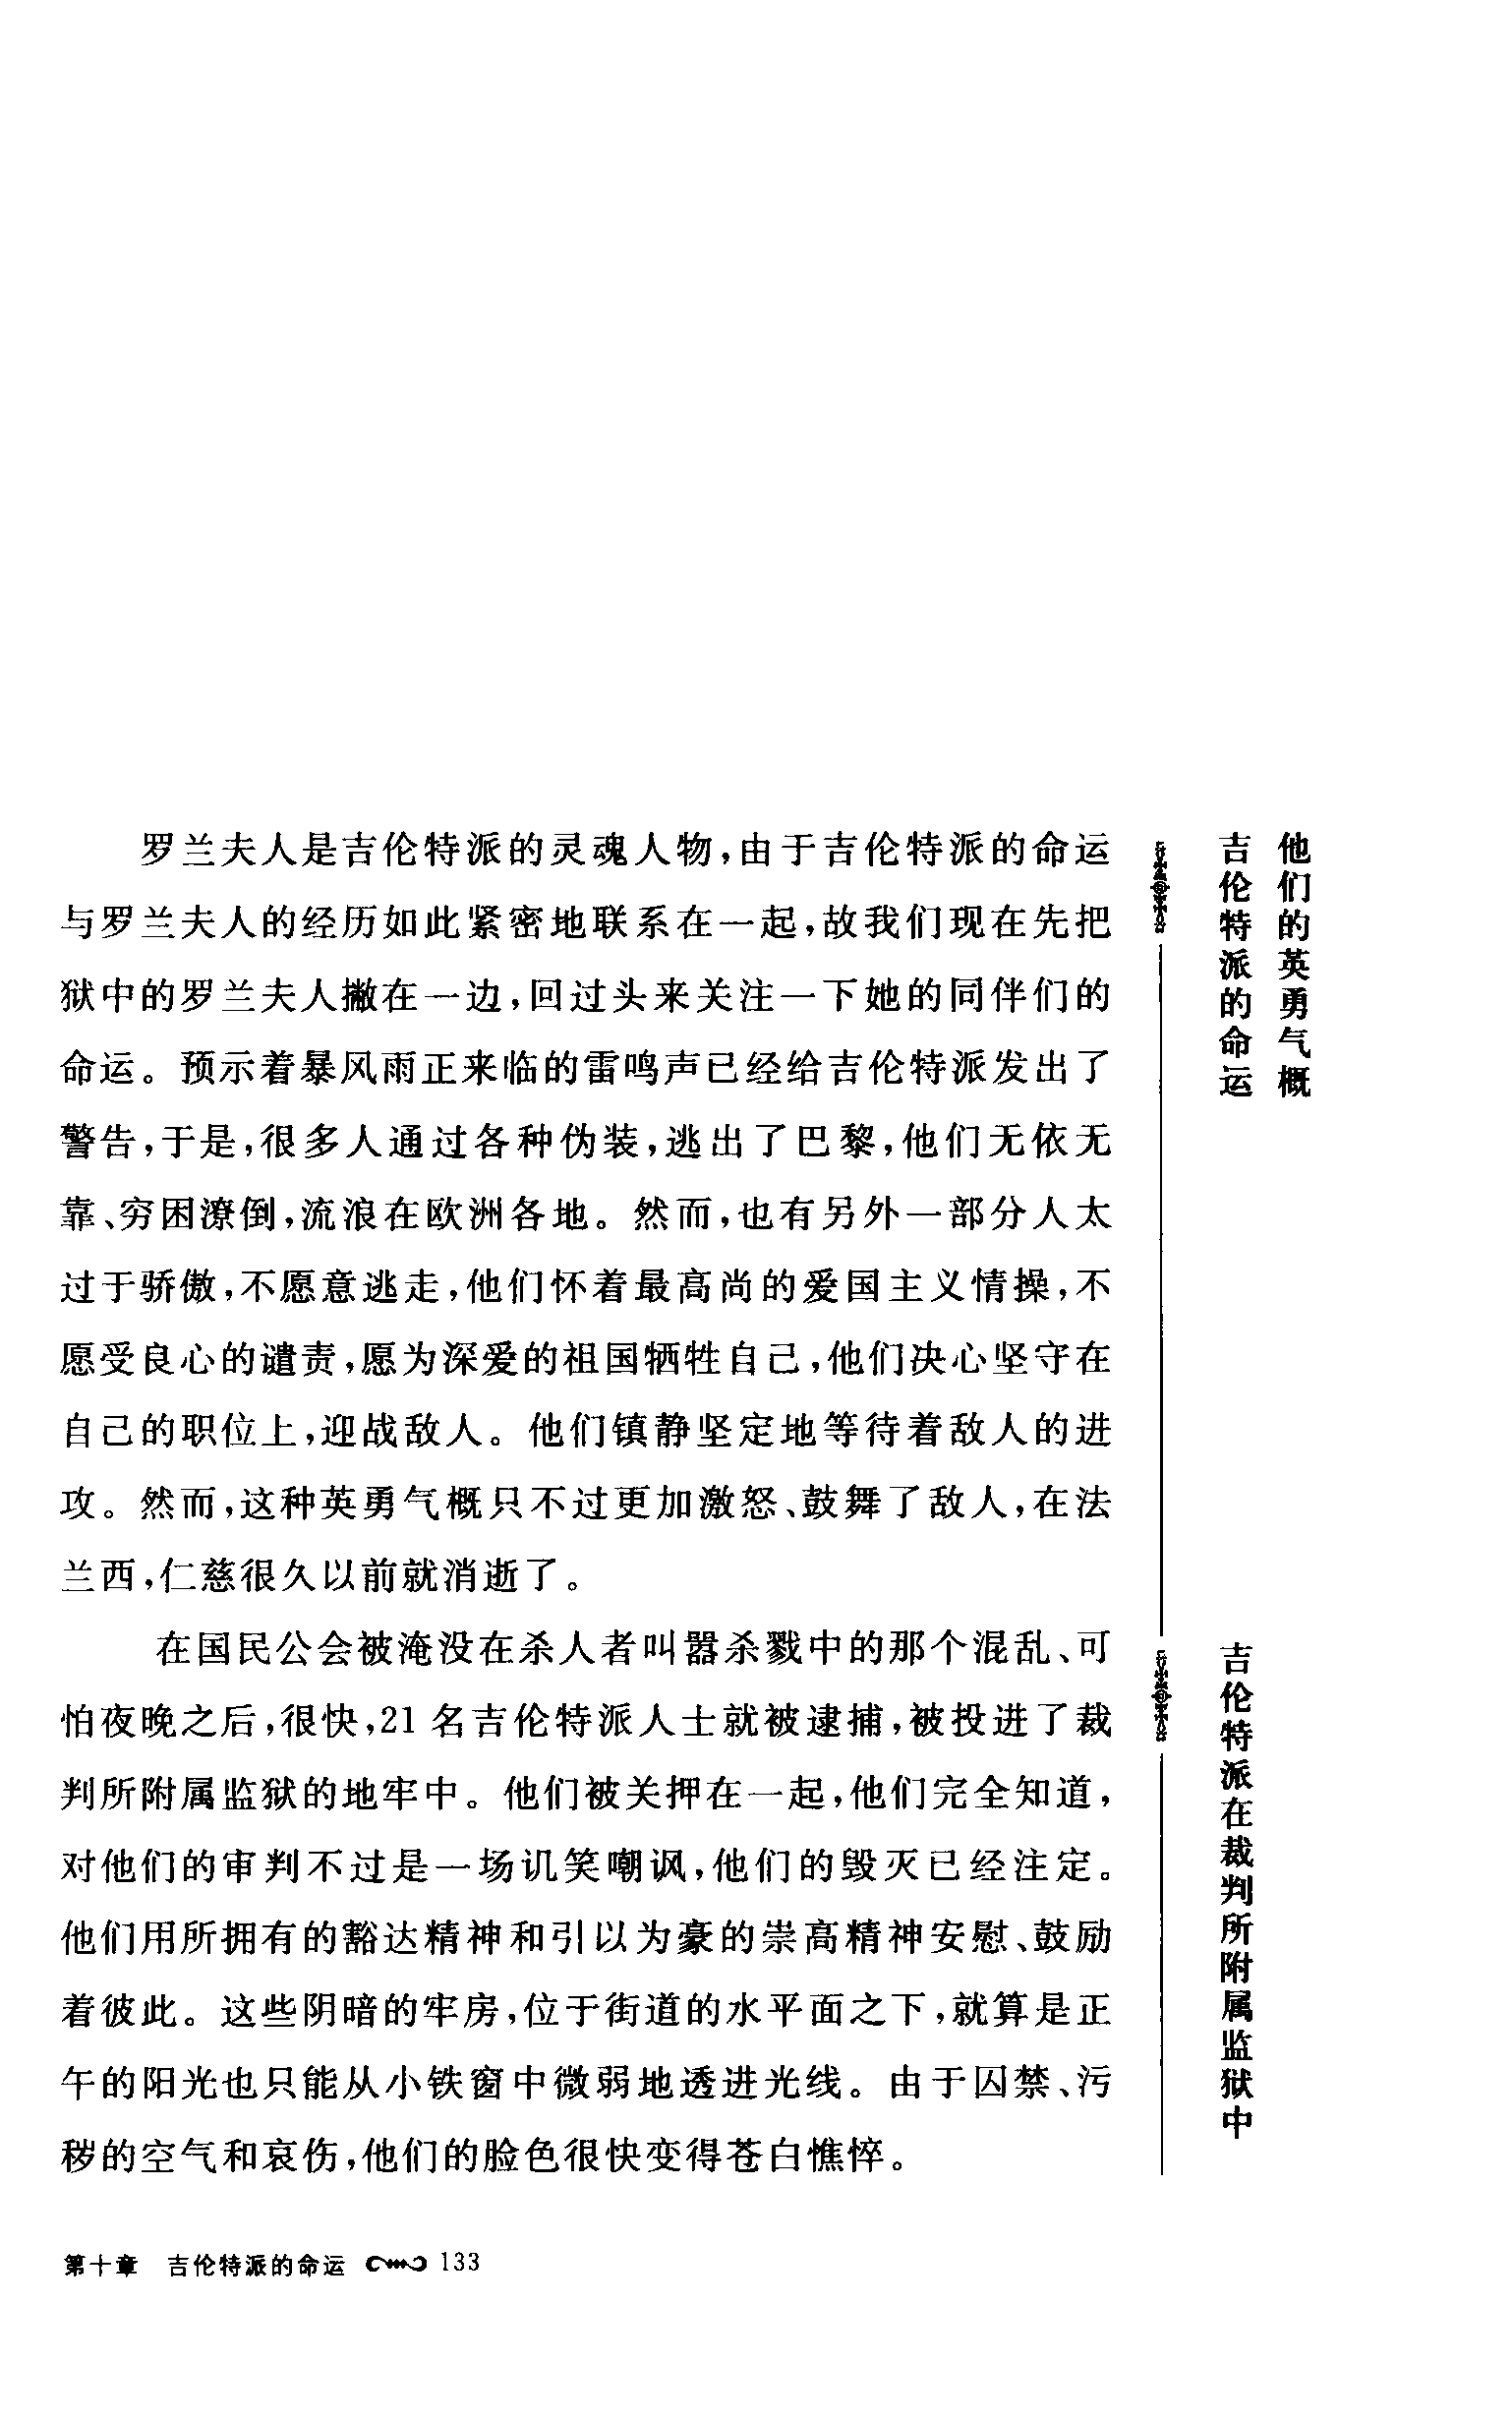 罗兰夫人是吉伦特派的灵魂人物,由于吉伦特派的命运
与罗兰夫人的经历如此紧密地联系在一起,故我们现在先把
狱中的罗兰夫人撇在一边,回过头来关注一下她的同伴们的
命运。预示着暴风雨正来临的雷鸣声已经给吉伦特派发出了
警告,于是,很多人通过各种伪装,逃出了巴黎,他们无依无
靠、穷困潦倒,流浪在欧洲各地。然而,也有另外一部分人太
过于骄傲,不愿意逃走,他们怀着最高尚的爱国主义情操,不
愿受良心的谴责,愿为深爱的祖国牺牲自己,他们决心坚守在
自己的职位上,迎战敌人。他们镇静坚定地等待着敌人的进
攻。然而,这种英勇气概只不过更加激怒、鼓舞了敌人,在法
兰西,仁慈很久以前就消逝了。
在国民公会被淹没在杀人者叫嚣杀戮中的那个混乱、可
怕夜晚之后,很快,21 名吉伦特派人士就被逮捕,被投进了裁
判所附属监狱的地牢中。他们被关押在一起,他们完全知道,
对他们的审判不过是一场讥笑嘲讽,他们的毁灭已经注定。
他们用所拥有的豁达精神和引以为豪的崇高精神安慰、鼓励
着彼此。这些阴暗的牢房,位于街道的水平面之下,就算是正
午的阳光也只能从小铁窗中微弱地透进光线。由于囚禁、污
秽的空气和哀伤,他们的脸色很快变得苍白憔悴。
吉伦特派的命运
他们的英勇气概
吉伦特派在裁判所附属监狱中
第十章 吉伦特派的命运 133